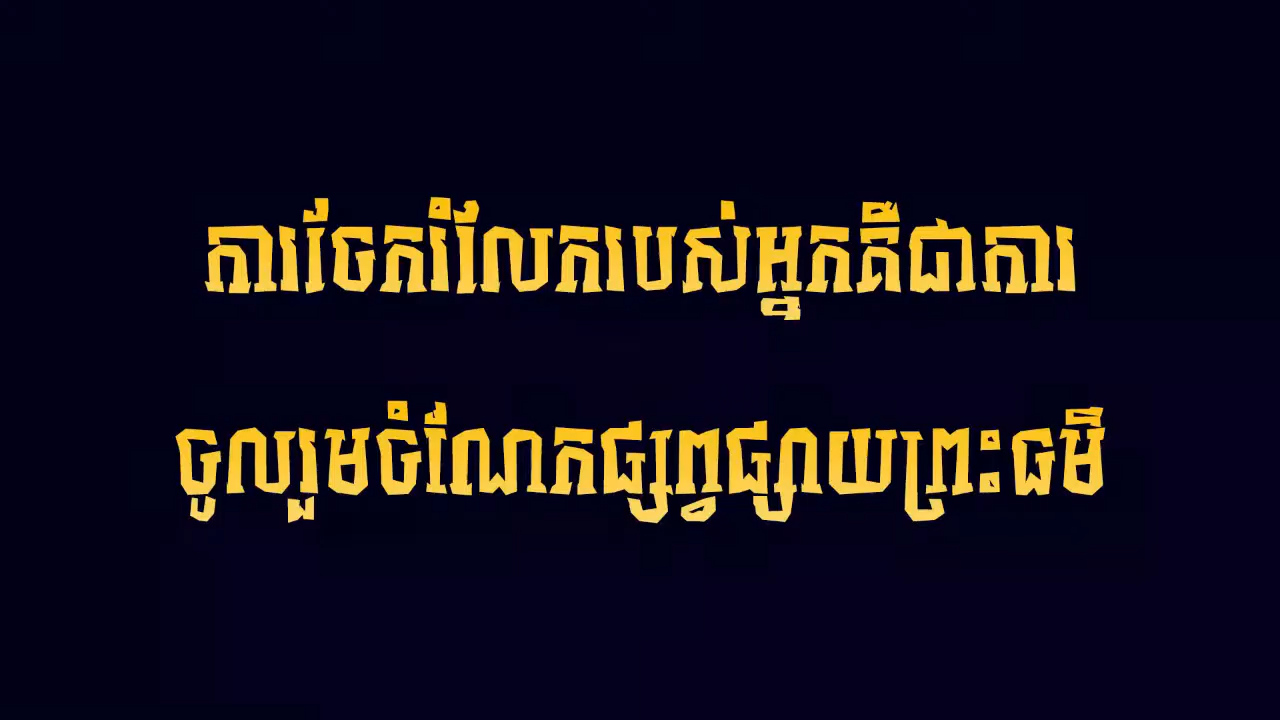 ការចែករំលែករបស់អ្នកគឺជាការ
ចូលរួមចំណែកផ្សព្វផ្សាយព្រះធម៌